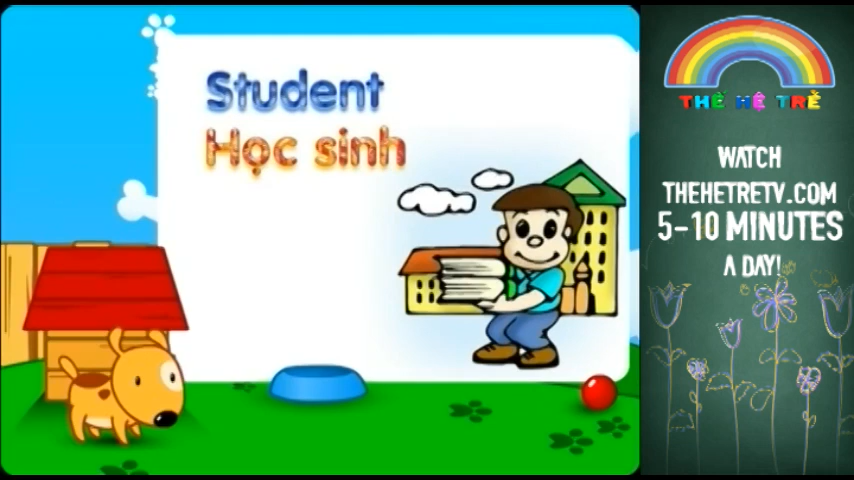 Student
Học sinh
THẾ HỆ TRẺ
WATCH
THEHETRETV.COM
5-10 MINUTES
A DAY!